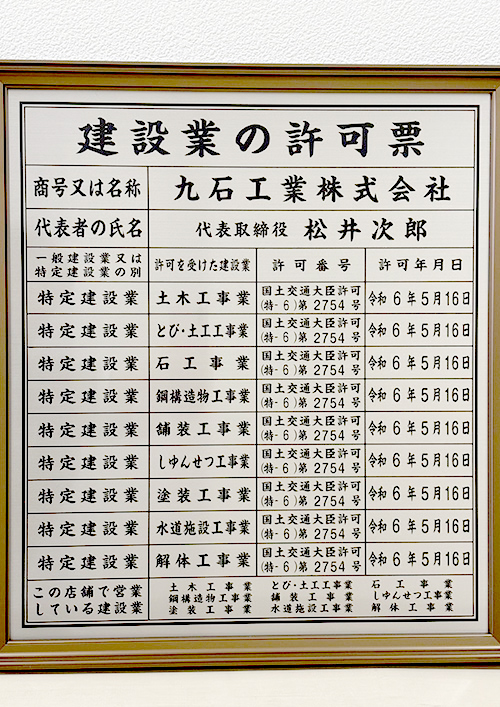 建設業の許可票
商号又は名称 九石工業株式会社
代表者の氏名 代表取締役 松井次郎
一般建設業又は
特定建設業の別
許可を受けた建設業 許可番号 許可年月日
特定建設業 土木工事業 国土交通大臣許可
(特-6)第2754号 令和6年5月16日
特定建設業 とび・土工工事業 国土交通大臣許可
(特-6)第2754号 令和6年5月16日
特定建設業 石工事業 国土交通大臣許可
(特-6)第2754号 令和6年5月16日
特定建設業 鋼構造物工事業 国土交通大臣許可
(特-6)第2754号 令和6年5月16日
特定建設業 舗装工事業 国土交通大臣許可
(特-6)第2754号 令和6年5月16日
特定建設業 しゆんせつ工事業 国土交通大臣許可
(特-6)第2754号 令和6年5月16日
特定建設業 塗装工事業 国土交通大臣許可
(特-6)第2754号 令和6年5月16日
特定建設業 水道施設工事業 国土交通大臣許可
(特-6)第2754号 令和6年5月16日
特定建設業 解体工事業 国土交通大臣許可
(特-6)第2754号 令和6年5月16日
この店舗で営業
している建設業
土木工事業 とび・土工工事業 石工事業
鋼構造物工事業 舗装工事業 しゆんせつ工事業
塗装工事業 水道施設工事業 解体工事業